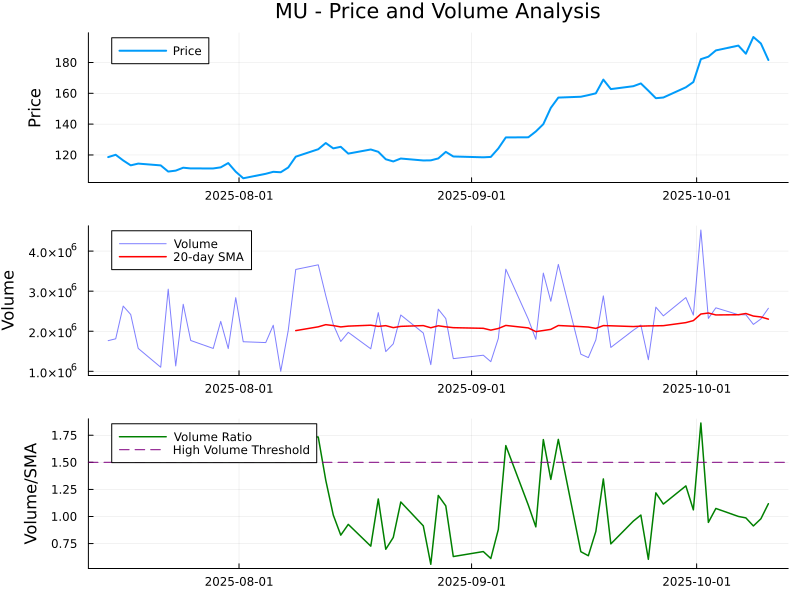 MU - Price and Volume Analysis
Price
Price
180
160
140
120
2025-08-01 2025-09-01 2025-10-01
Volume
Volume
20-day SMA
4.0×10⁶
3.0×10⁶
2.0×10⁶
1.0×10⁶
2025-08-01 2025-09-01 2025-10-01
Volume/SMA
Volume Ratio
High Volume Threshold
1.75
1.50
1.25
1.00
0.75
2025-08-01 2025-09-01 2025-10-01